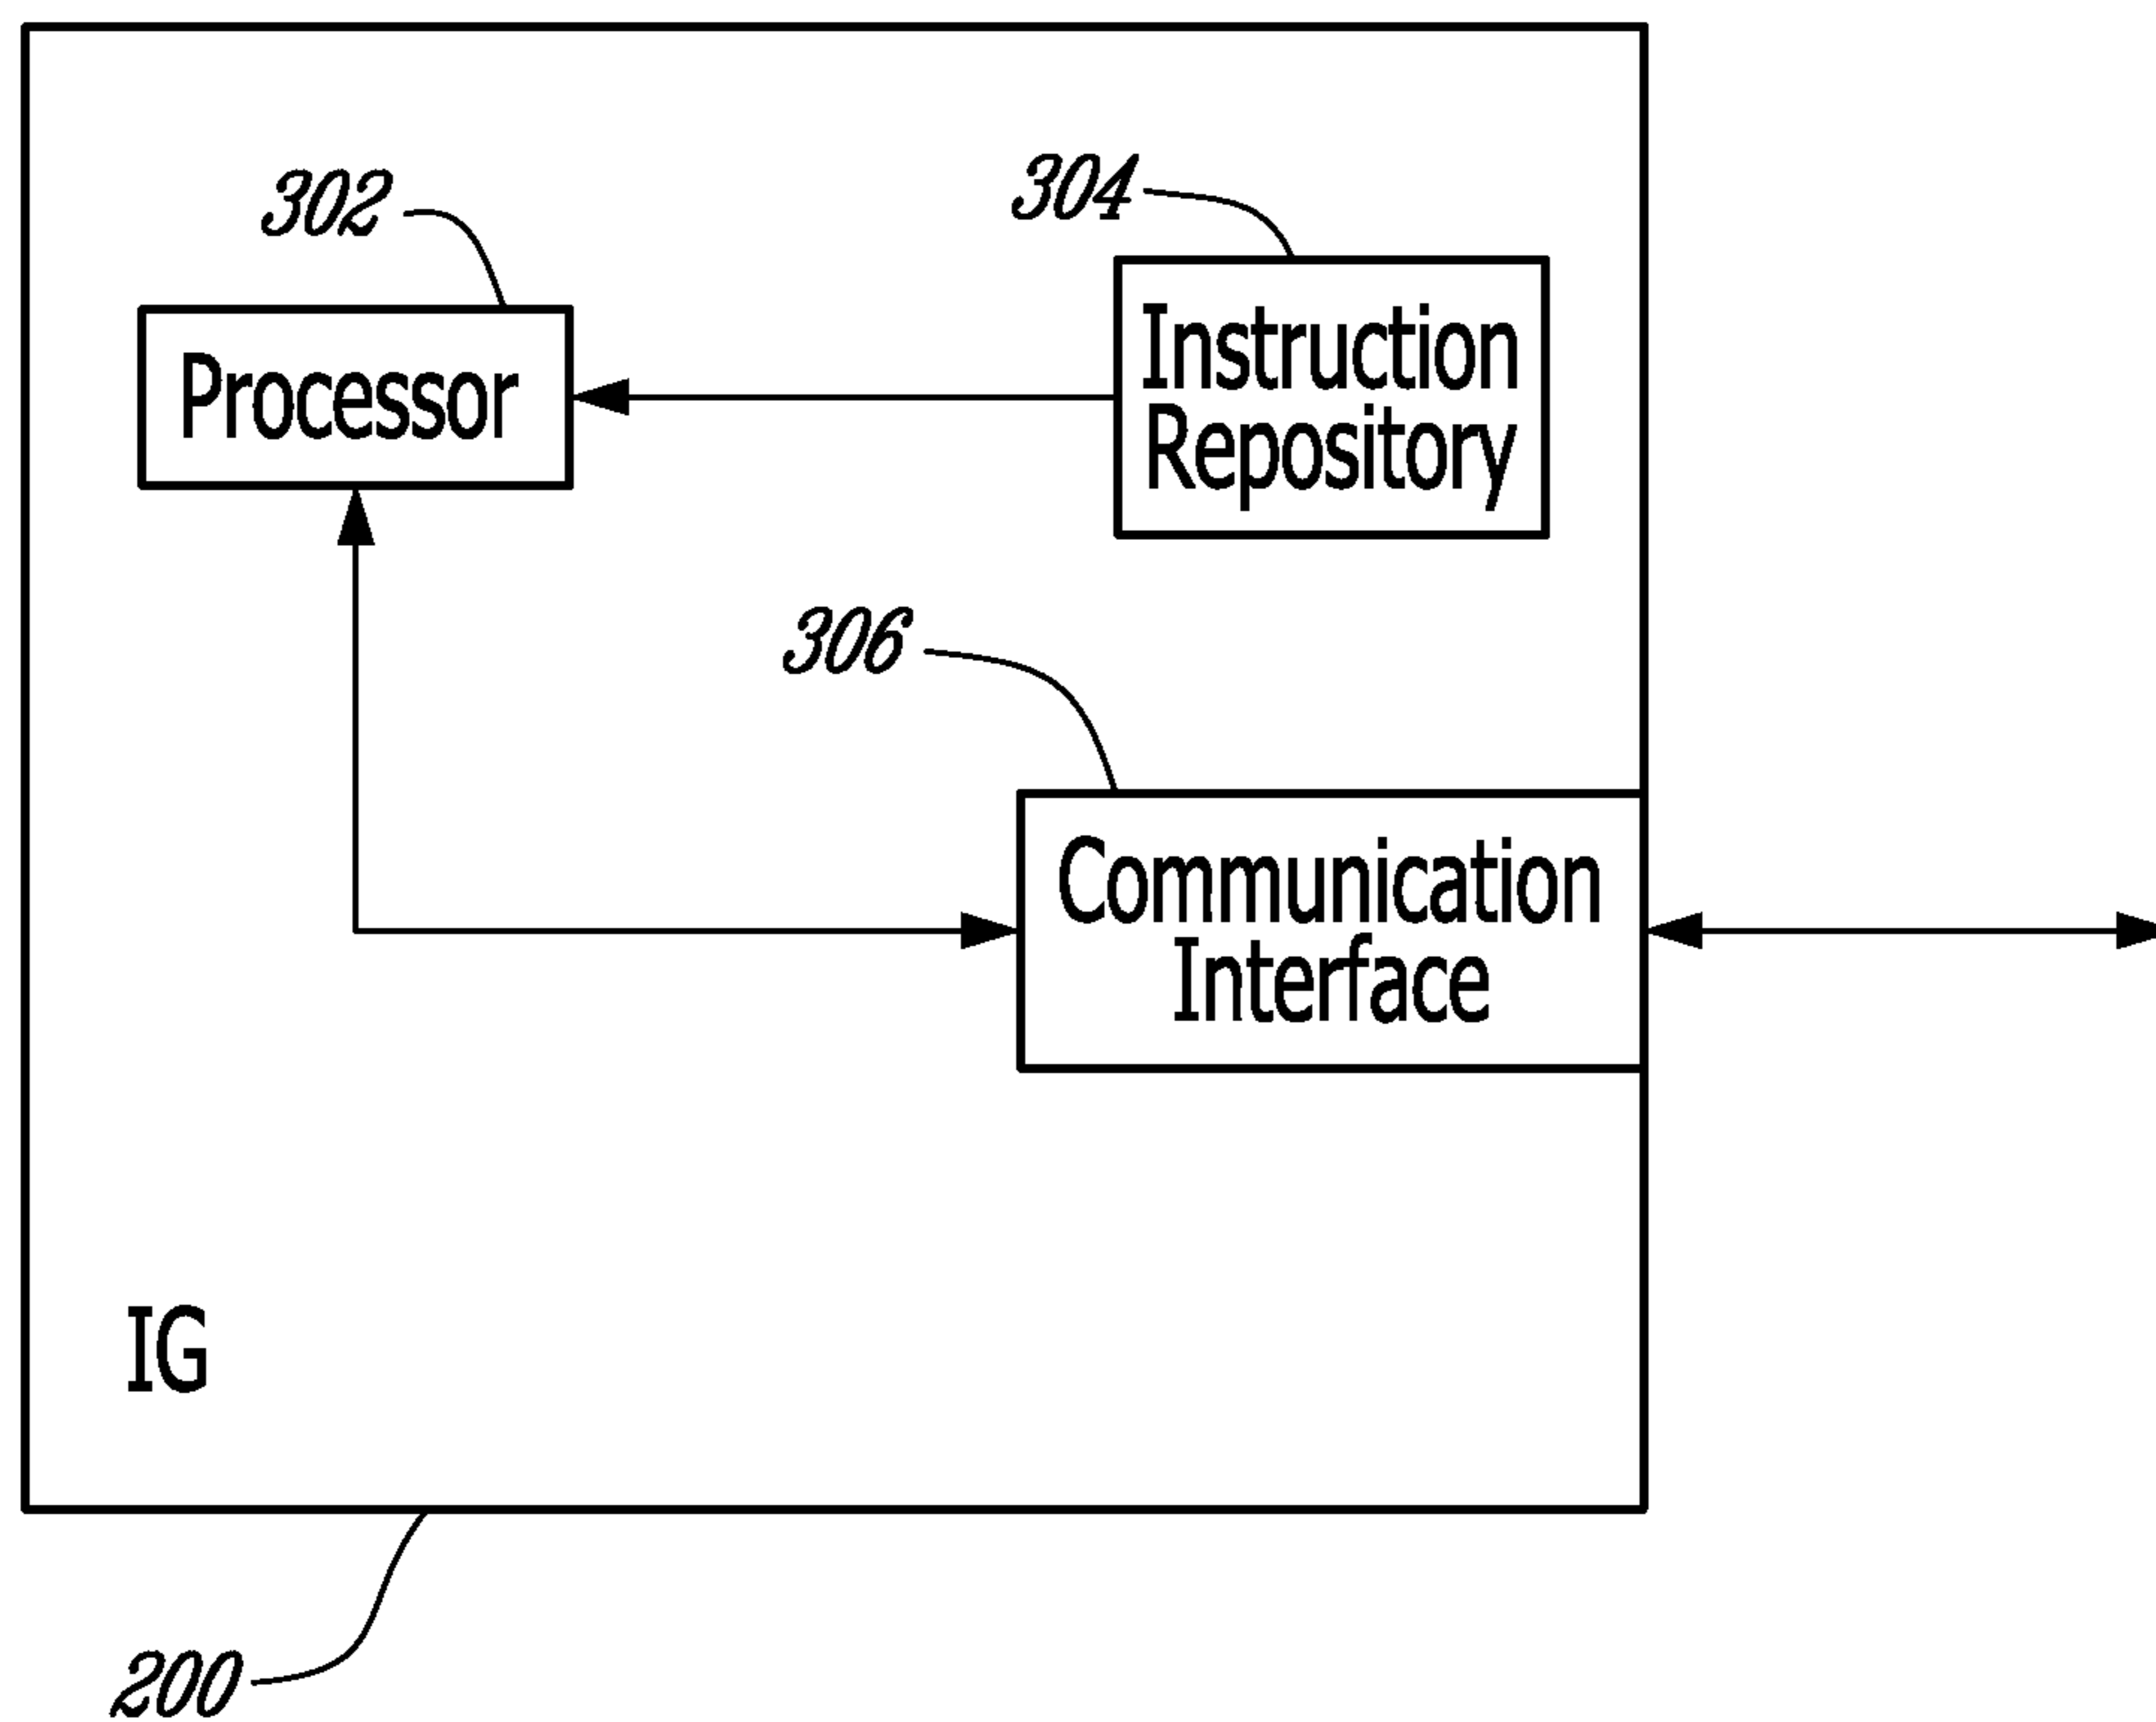 304
302
Instruction
Repository
Processor
306
Communication
Interface
IG
200